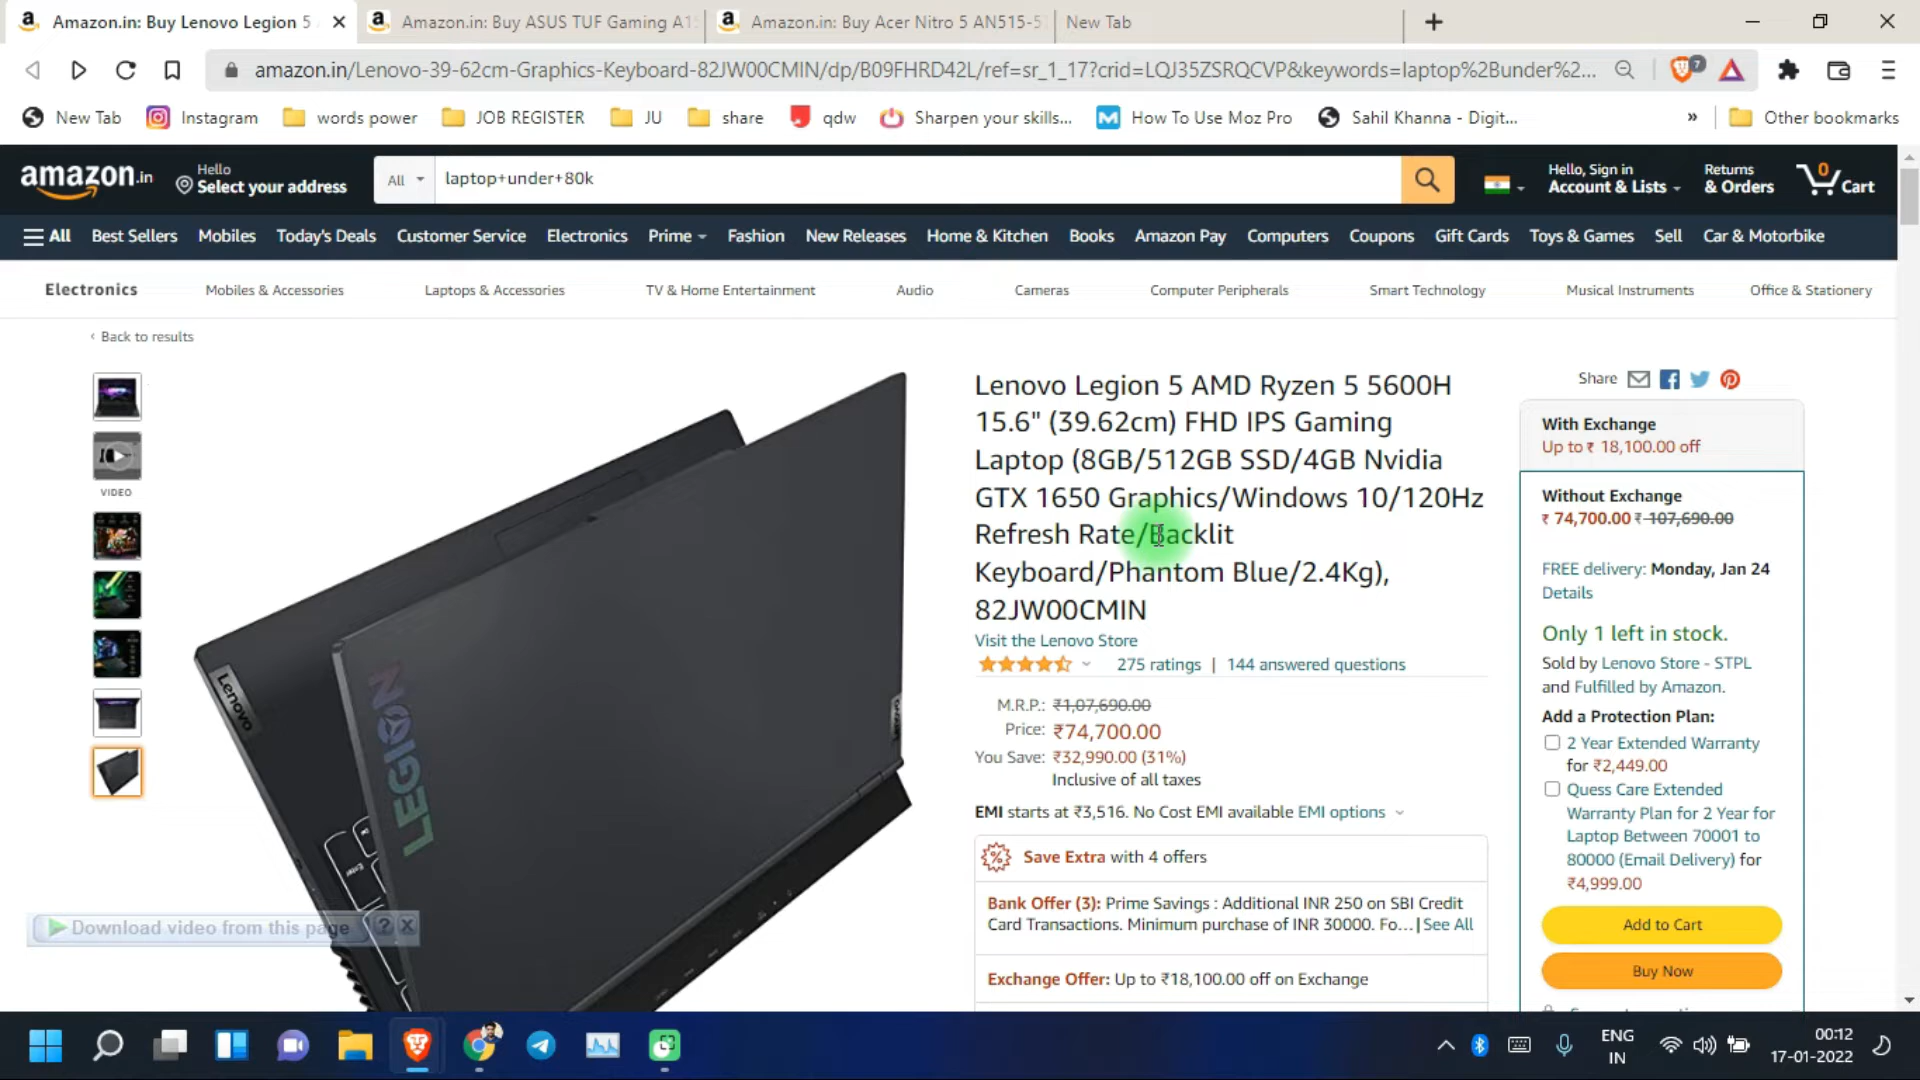 Amazon.in: Buy Lenovo Legion 5
Amazon.in: Buy ASUS TUF Gaming A15
Amazon.in: Buy Acer Nitro 5 AN515-5
New Tab
amazon.in/Lenovo-39-62cm-Graphics-Keyboard-82JW00CMIN/dp/B09FHRD42L/ref=sr_1_17?crid=LQJ35ZSRQCVP&keywords=laptop%2Bunder%2...
7
New Tab
Instagram
words power
JOB REGISTER
JU
share
qdw
Sharpen your skills...
How To Use Moz Pro
Sahil Khanna - Digit...
»
Other bookmarks
amazon.in
Hello
Select your address
All
laptop+under+80k
Hello, Sign in
Account & Lists
Returns
& Orders
0
Cart
All
Best Sellers
Mobiles
Today's Deals
Customer Service
Electronics
Prime
Fashion
New Releases
Home & Kitchen
Books
Amazon Pay
Computers
Coupons
Gift Cards
Toys & Games
Sell
Car & Motorbike
Electronics
Mobiles & Accessories
Laptops & Accessories
TV & Home Entertainment
Audio
Cameras
Computer Peripherals
Smart Technology
Musical Instruments
Office & Stationery
‹ Back to results
VIDEO
Lenovo
LEGION
Enter
Download video from this page
? X
Lenovo Legion 5 AMD Ryzen 5 5600H
15.6" (39.62cm) FHD IPS Gaming
Laptop (8GB/512GB SSD/4GB Nvidia
GTX 1650 Graphics/Windows 10/120Hz
Refresh Rate/Backlit
Keyboard/Phantom Blue/2.4Kg),
82JW00CMIN
Visit the Lenovo Store
275 ratings | 144 answered questions
M.R.P.: ₹1,07,690.00
Price: ₹74,700.00
You Save: ₹32,990.00 (31%)
Inclusive of all taxes
EMI starts at ₹3,516. No Cost EMI available EMI options
Save Extra with 4 offers
Bank Offer (3): Prime Savings : Additional INR 250 on SBI Credit
Card Transactions. Minimum purchase of INR 30000. Fo... | See All
Exchange Offer: Up to ₹18,100.00 off on Exchange
Share
With Exchange
Up to ₹ 18,100.00 off
Without Exchange
₹ 74,700.00 ₹ 107,690.00
FREE delivery: Monday, Jan 24
Details
Only 1 left in stock.
Sold by Lenovo Store - STPL
and Fulfilled by Amazon.
Add a Protection Plan:
2 Year Extended Warranty
for ₹2,449.00
Quess Care Extended
Warranty Plan for 2 Year for
Laptop Between 70001 to
80000 (Email Delivery) for
₹4,999.00
Add to Cart
Buy Now
ENG
IN
00:12
17-01-2022